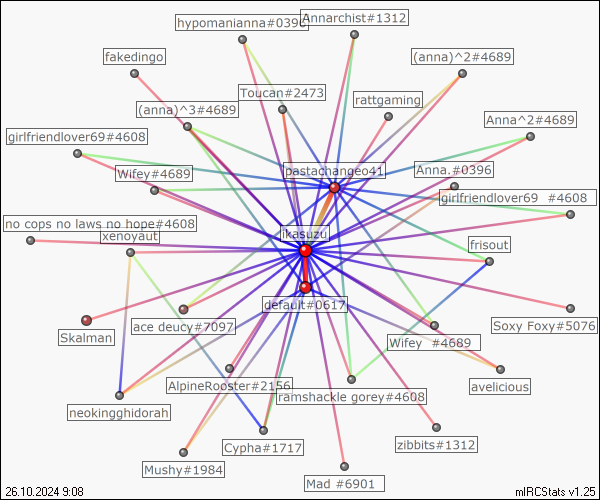 hypomanianna#0396
Annarchist#1312
fakedingo
(anna)^2#4689
Toucan#2473
rattgaming
(anna)^3#4689
Anna^2#4689
girlfriendlover69#4608
pastachangeo41
Wifey#4689
Anna.#0396
girlfriendlover69 #4608
no cops no laws no hope#4608
ikasuzu
xenoyaut
frisout
default#0617
Soxy Foxy#5076
ace deucy#7097
Skalman
Wifey #4689
AlpineRooster#2156
avelicious
ramshackle gorey#4608
neokingghidorah
Cypha#1717
zibbits#1312
Mushy#1984
Mad #6901
26.10.2024 9:08
mIRCStats v1.25